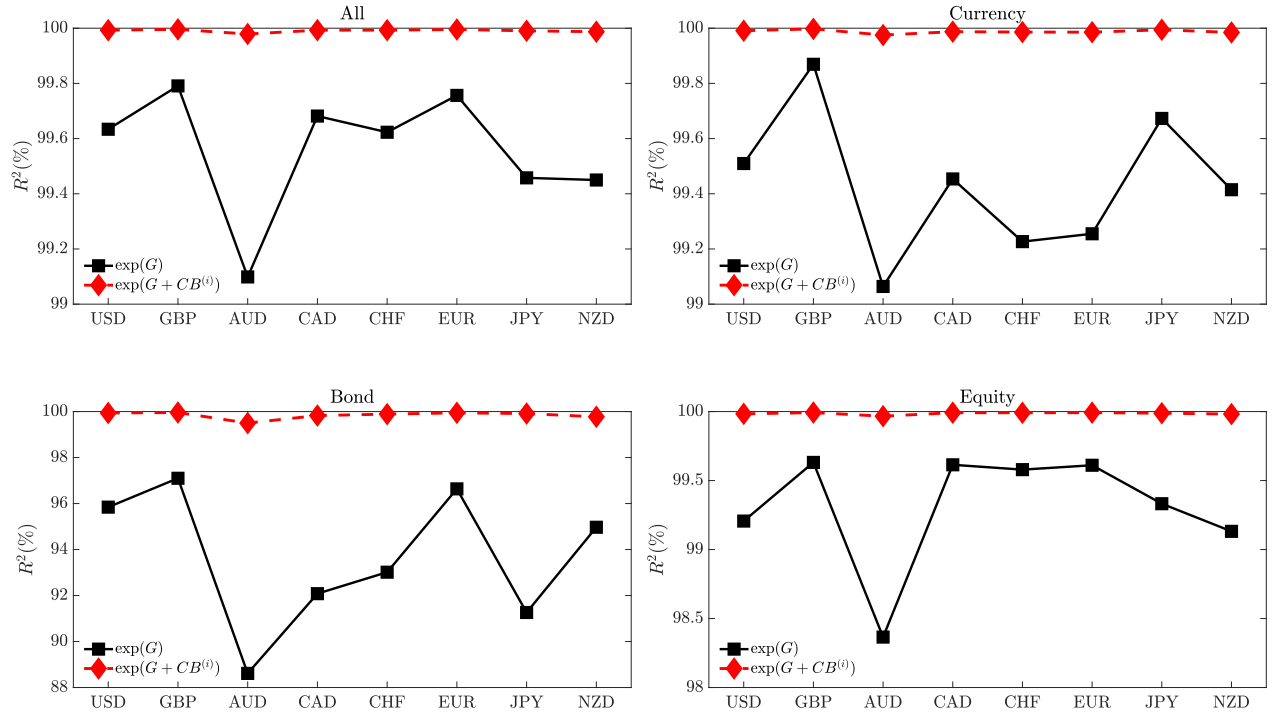 All
R²(%)
100
99.8
99.6
99.4
99.2
99
exp(G)
exp(G + CB⁽ⁱ⁾)
USD GBP AUD CAD CHF EUR JPY NZD
Currency
R²(%)
100
99.8
99.6
99.4
99.2
99
exp(G)
exp(G + CB⁽ⁱ⁾)
USD GBP AUD CAD CHF EUR JPY NZD
Bond
R²(%)
100
98
96
94
92
90
88
exp(G)
exp(G + CB⁽ⁱ⁾)
USD GBP AUD CAD CHF EUR JPY NZD
Equity
R²(%)
100
99.5
99
98.5
98
exp(G)
exp(G + CB⁽ⁱ⁾)
USD GBP AUD CAD CHF EUR JPY NZD